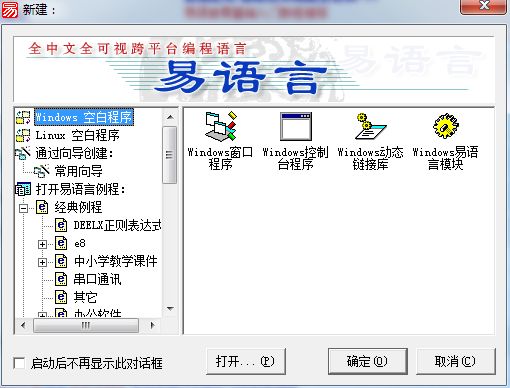 新建：
全中文全可视跨平台编程语言
易语言
Windows 空白程序
Linux 空白程序
通过向导创建:
常用向导
打开易语言例程:
经典例程
DEELX正则表达式
e8
中小学教学课件
串口通讯
其它
办公软件
Windows窗口
程序
Windows控制
台程序
Windows动态
链接库
Windows易语
言模块
启动后不再显示此对话框
打开...(P)
确定(O)
取消(C)